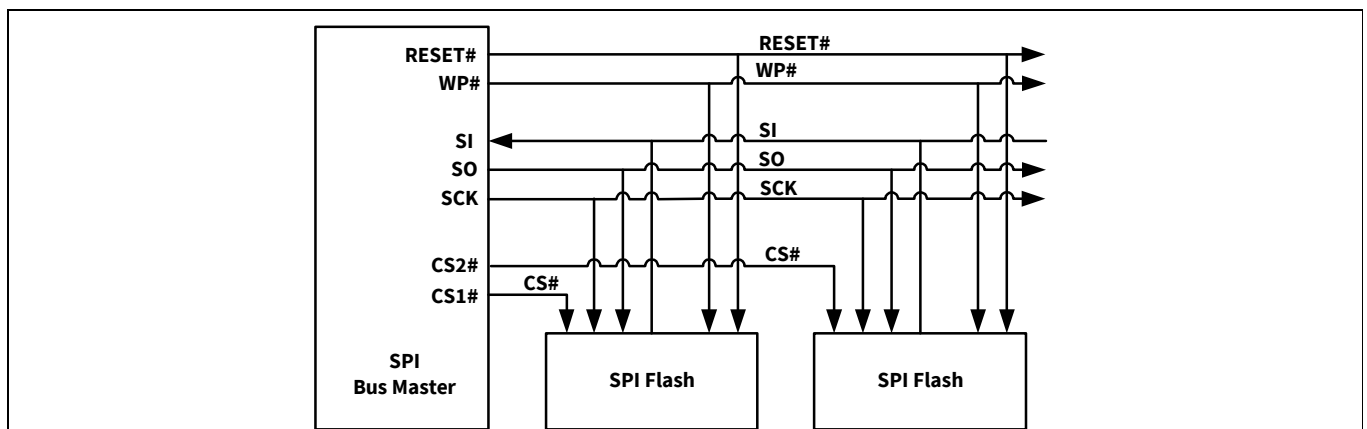 RESET#
RESET#
WP#
WP#
SI
SI
SO
SO
SCK
SCK
CS2#
CS#
CS1#
CS#
SPI
Bus Master
SPI Flash
SPI Flash